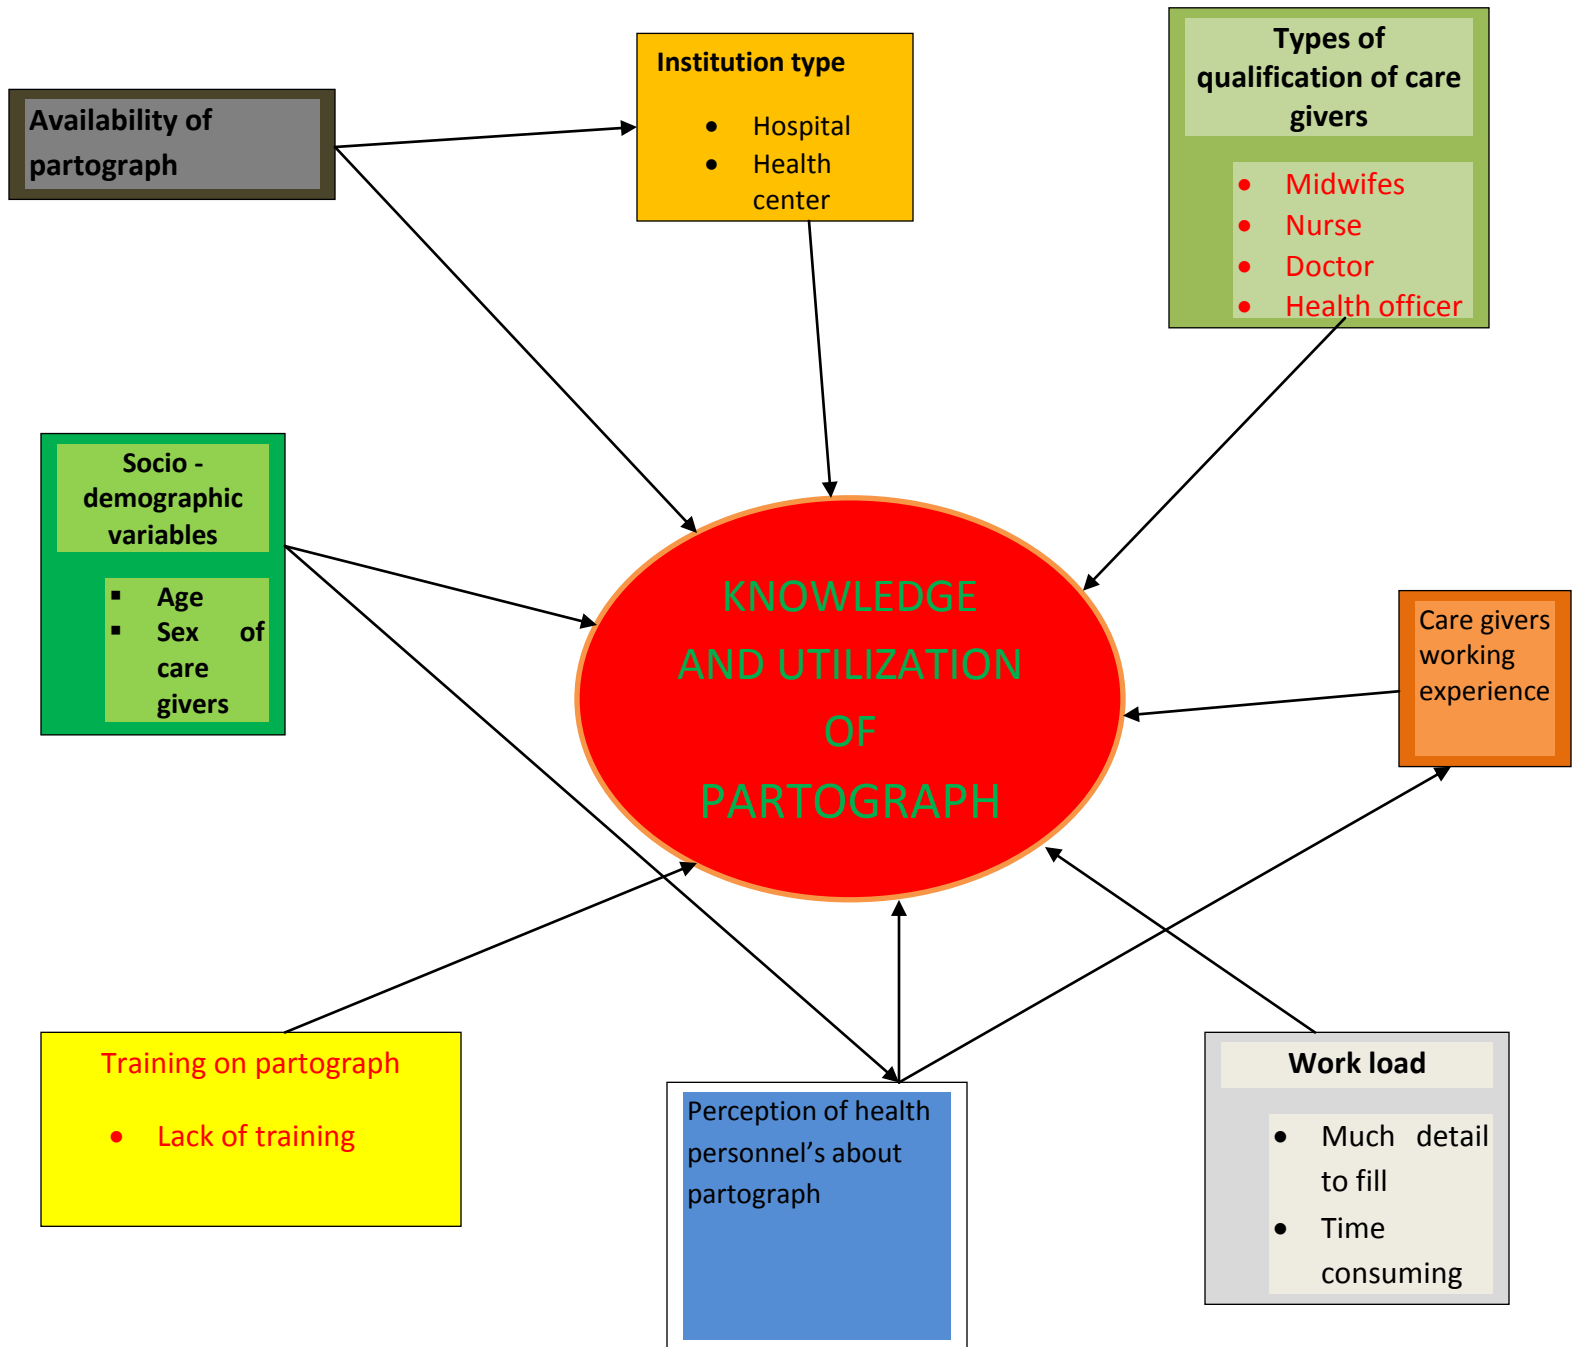 Availability of
partograph
Institution type
• Hospital
• Health
center
Types of
qualification of care
givers
• Midwifes
• Nurse
• Doctor
• Health officer
Socio -
demographic
variables
▪ Age
▪ Sex of
care
givers
KNOWLEDGE
AND UTILIZATION
OF
PARTOGRAPH
Care givers
working
experience
Training on partograph
• Lack of training
Perception of health
personnel’s about
partograph
Work load
• Much detail
to fill
• Time
consuming